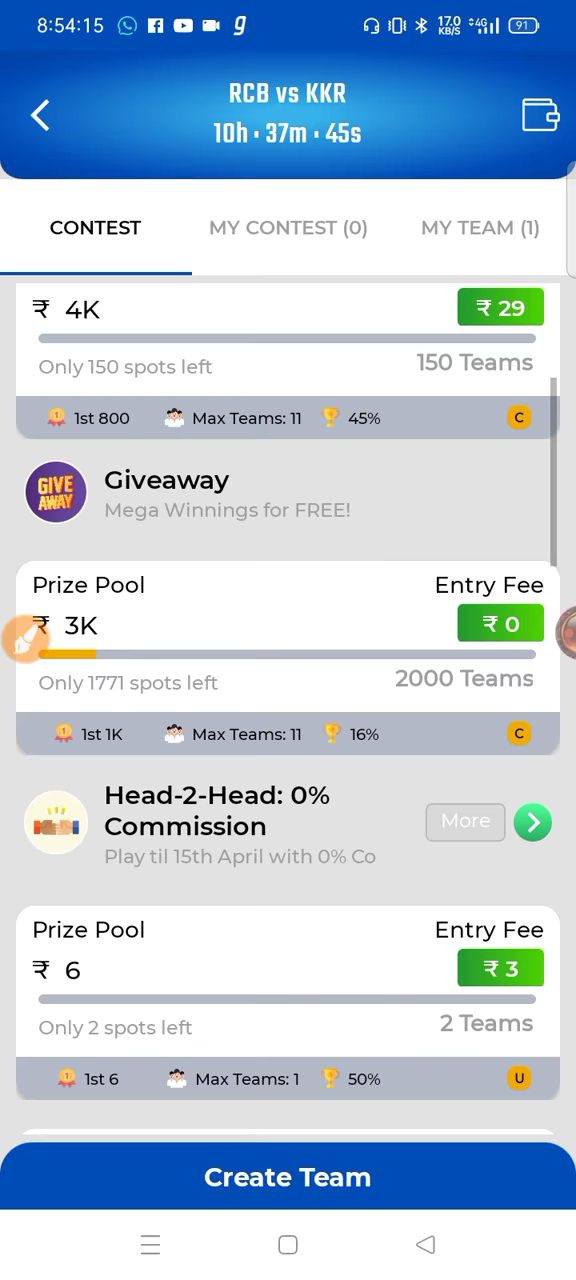 8:54:15 g 17.0 KB/S 4G 91
RCB vs KKR
10h · 37m · 45s
CONTEST MY CONTEST (0) MY TEAM (1)
₹ 4K ₹ 29
Only 150 spots left 150 Teams
1st 800 Max Teams: 11 45% C
GIVE AWAY Giveaway
Mega Winnings for FREE!
Prize Pool Entry Fee
₹ 3K ₹ 0
Only 1771 spots left 2000 Teams
1st 1K Max Teams: 11 16% C
Head-2-Head: 0%
Commission More
Play til 15th April with 0% Co
Prize Pool Entry Fee
₹ 6 ₹ 3
Only 2 spots left 2 Teams
1st 6 Max Teams: 1 50% U
Create Team